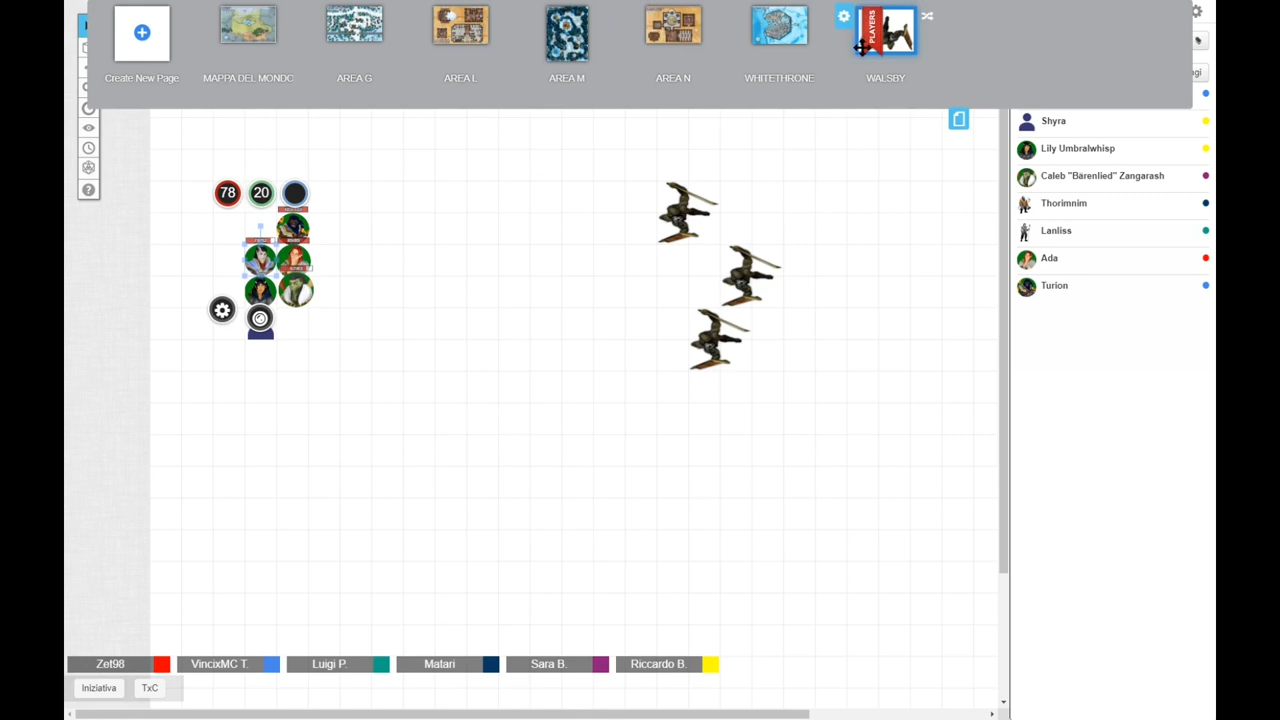 PLAYERS
Create New Page
MAPPA DEL MONDO
AREA G
AREA L
AREA M
AREA N
WHITETHRONE
WALSBY
gi
Shyra
Lily Umbralwhisp
Caleb "Bärenlied" Zangarash
Thorimnim
Lanliss
Ada
Turion
78
20
Zet98
VincixMC T.
Luigi P.
Matari
Sara B.
Riccardo B.
Iniziativa
TxC